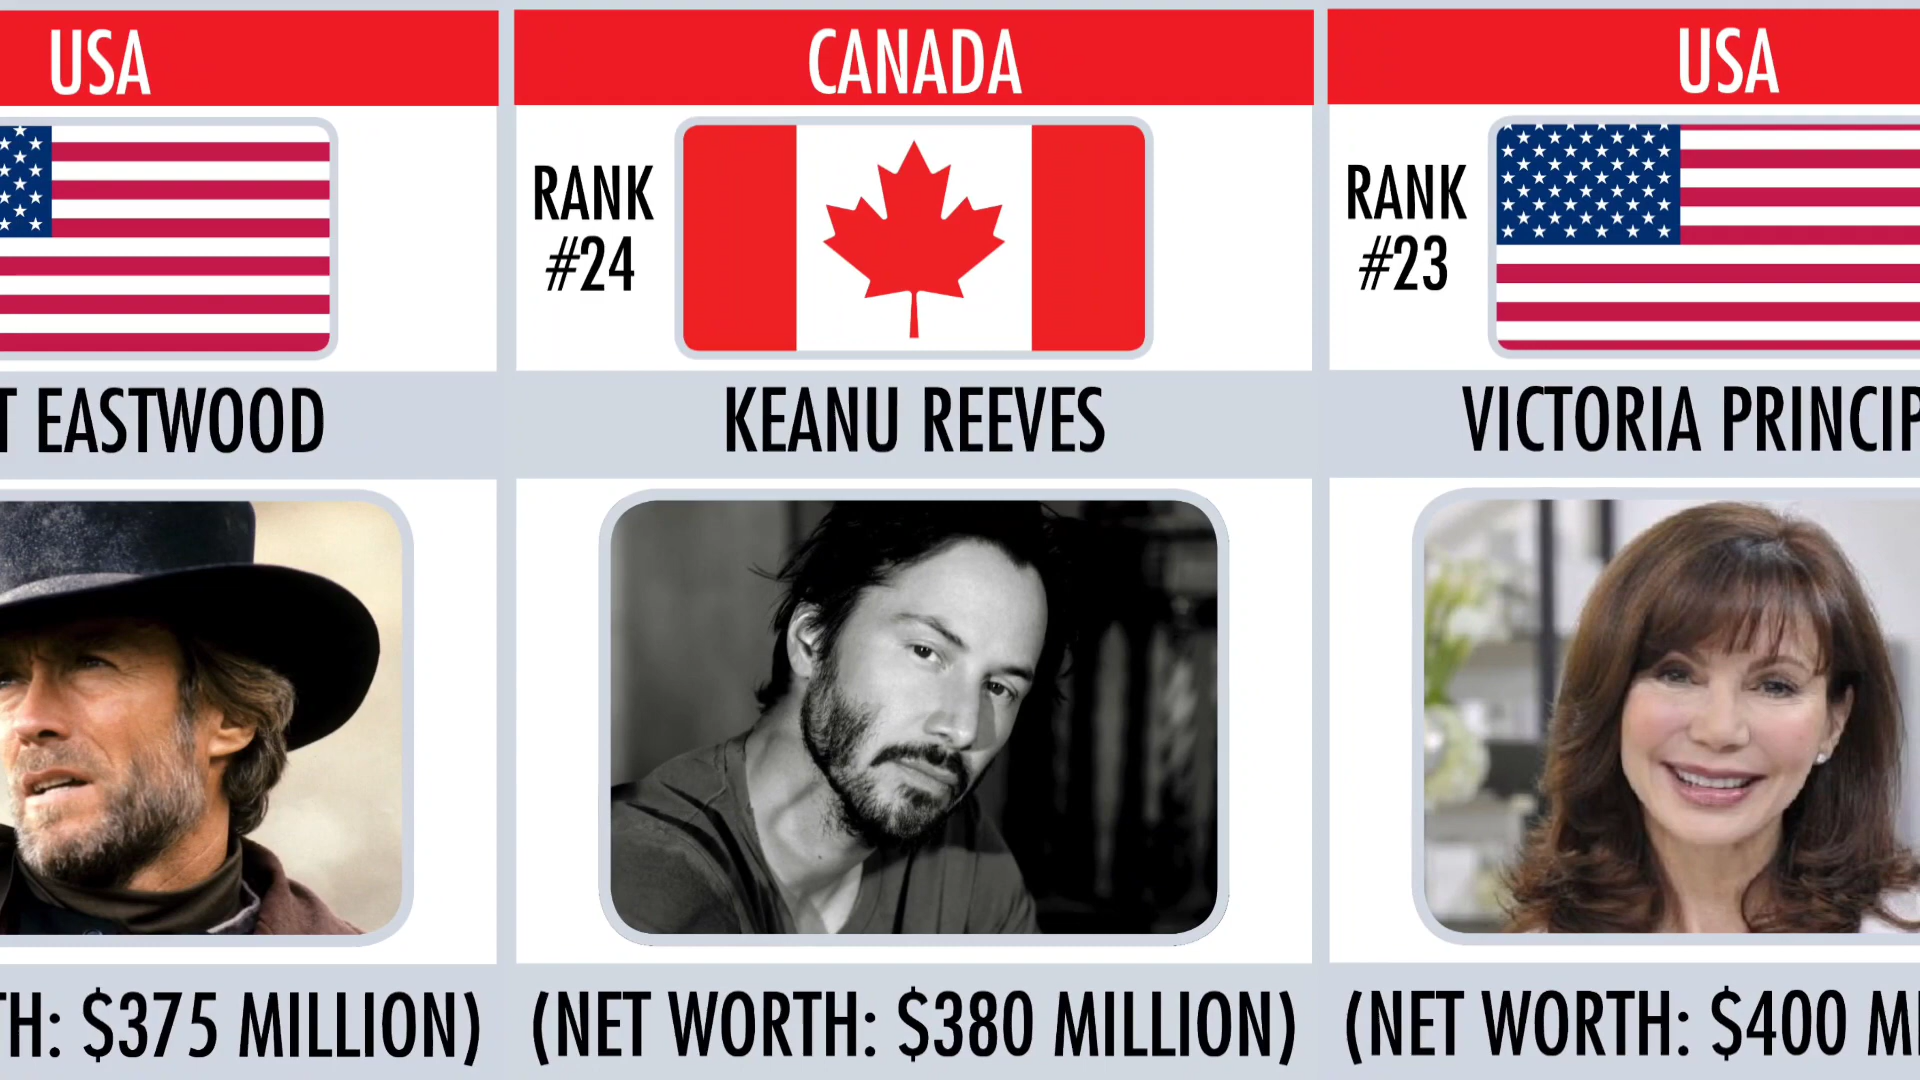 USA
T EASTWOOD
TH: $375 MILLION)
CANADA
RANK
#24
KEANU REEVES
(NET WORTH: $380 MILLION)
USA
RANK
#23
VICTORIA PRINCIP
(NET WORTH: $400 MI